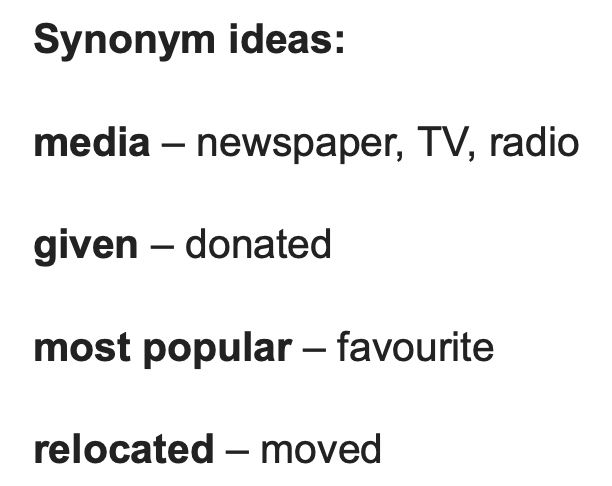 Synonym ideas:
media – newspaper, TV, radio
given – donated
most popular – favourite
relocated – moved